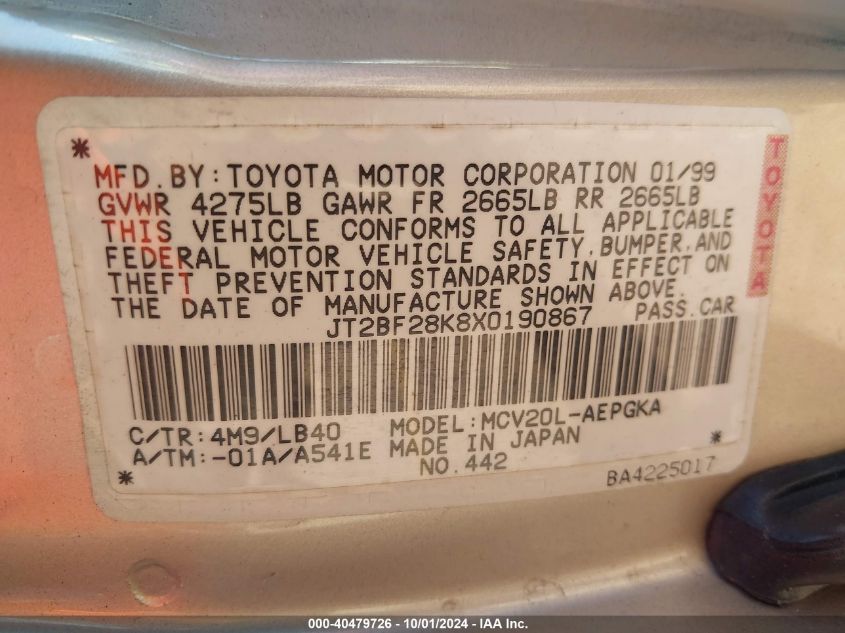 MFD.BY:TOYOTA MOTOR CORPORATION 01/99
GVWR 4275LB GAWR FR 2665LB RR 2665LB
THIS VEHICLE CONFORMS TO ALL APPLICABLE
FEDERAL MOTOR VEHICLE SAFETY,BUMPER,AND
THEFT PREVENTION STANDARDS IN EFFECT ON
THE DATE OF MANUFACTURE SHOWN ABOVE.
JT2BF28K8X0190867 PASS.CAR
C/TR:4M9/LB40 MODEL:MCV20L-AEPGKA
A/TM:-01A/A541E MADE IN JAPAN
NO.442 BA4225017
TOYOTA
000-40479726 - 10/01/2024 - IAA Inc.